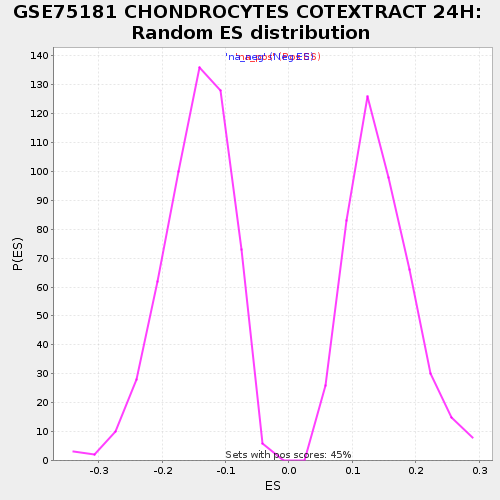 GSE75181 CHONDROCYTES COTEXTRACT 24H:
Random ES distribution
P(ES)
140
130
120
110
100
90
80
70
60
50
40
30
20
10
0
Sets with pos scores: 45%
-0.3 -0.2 -0.1 0.0 0.1 0.2 0.3
ES